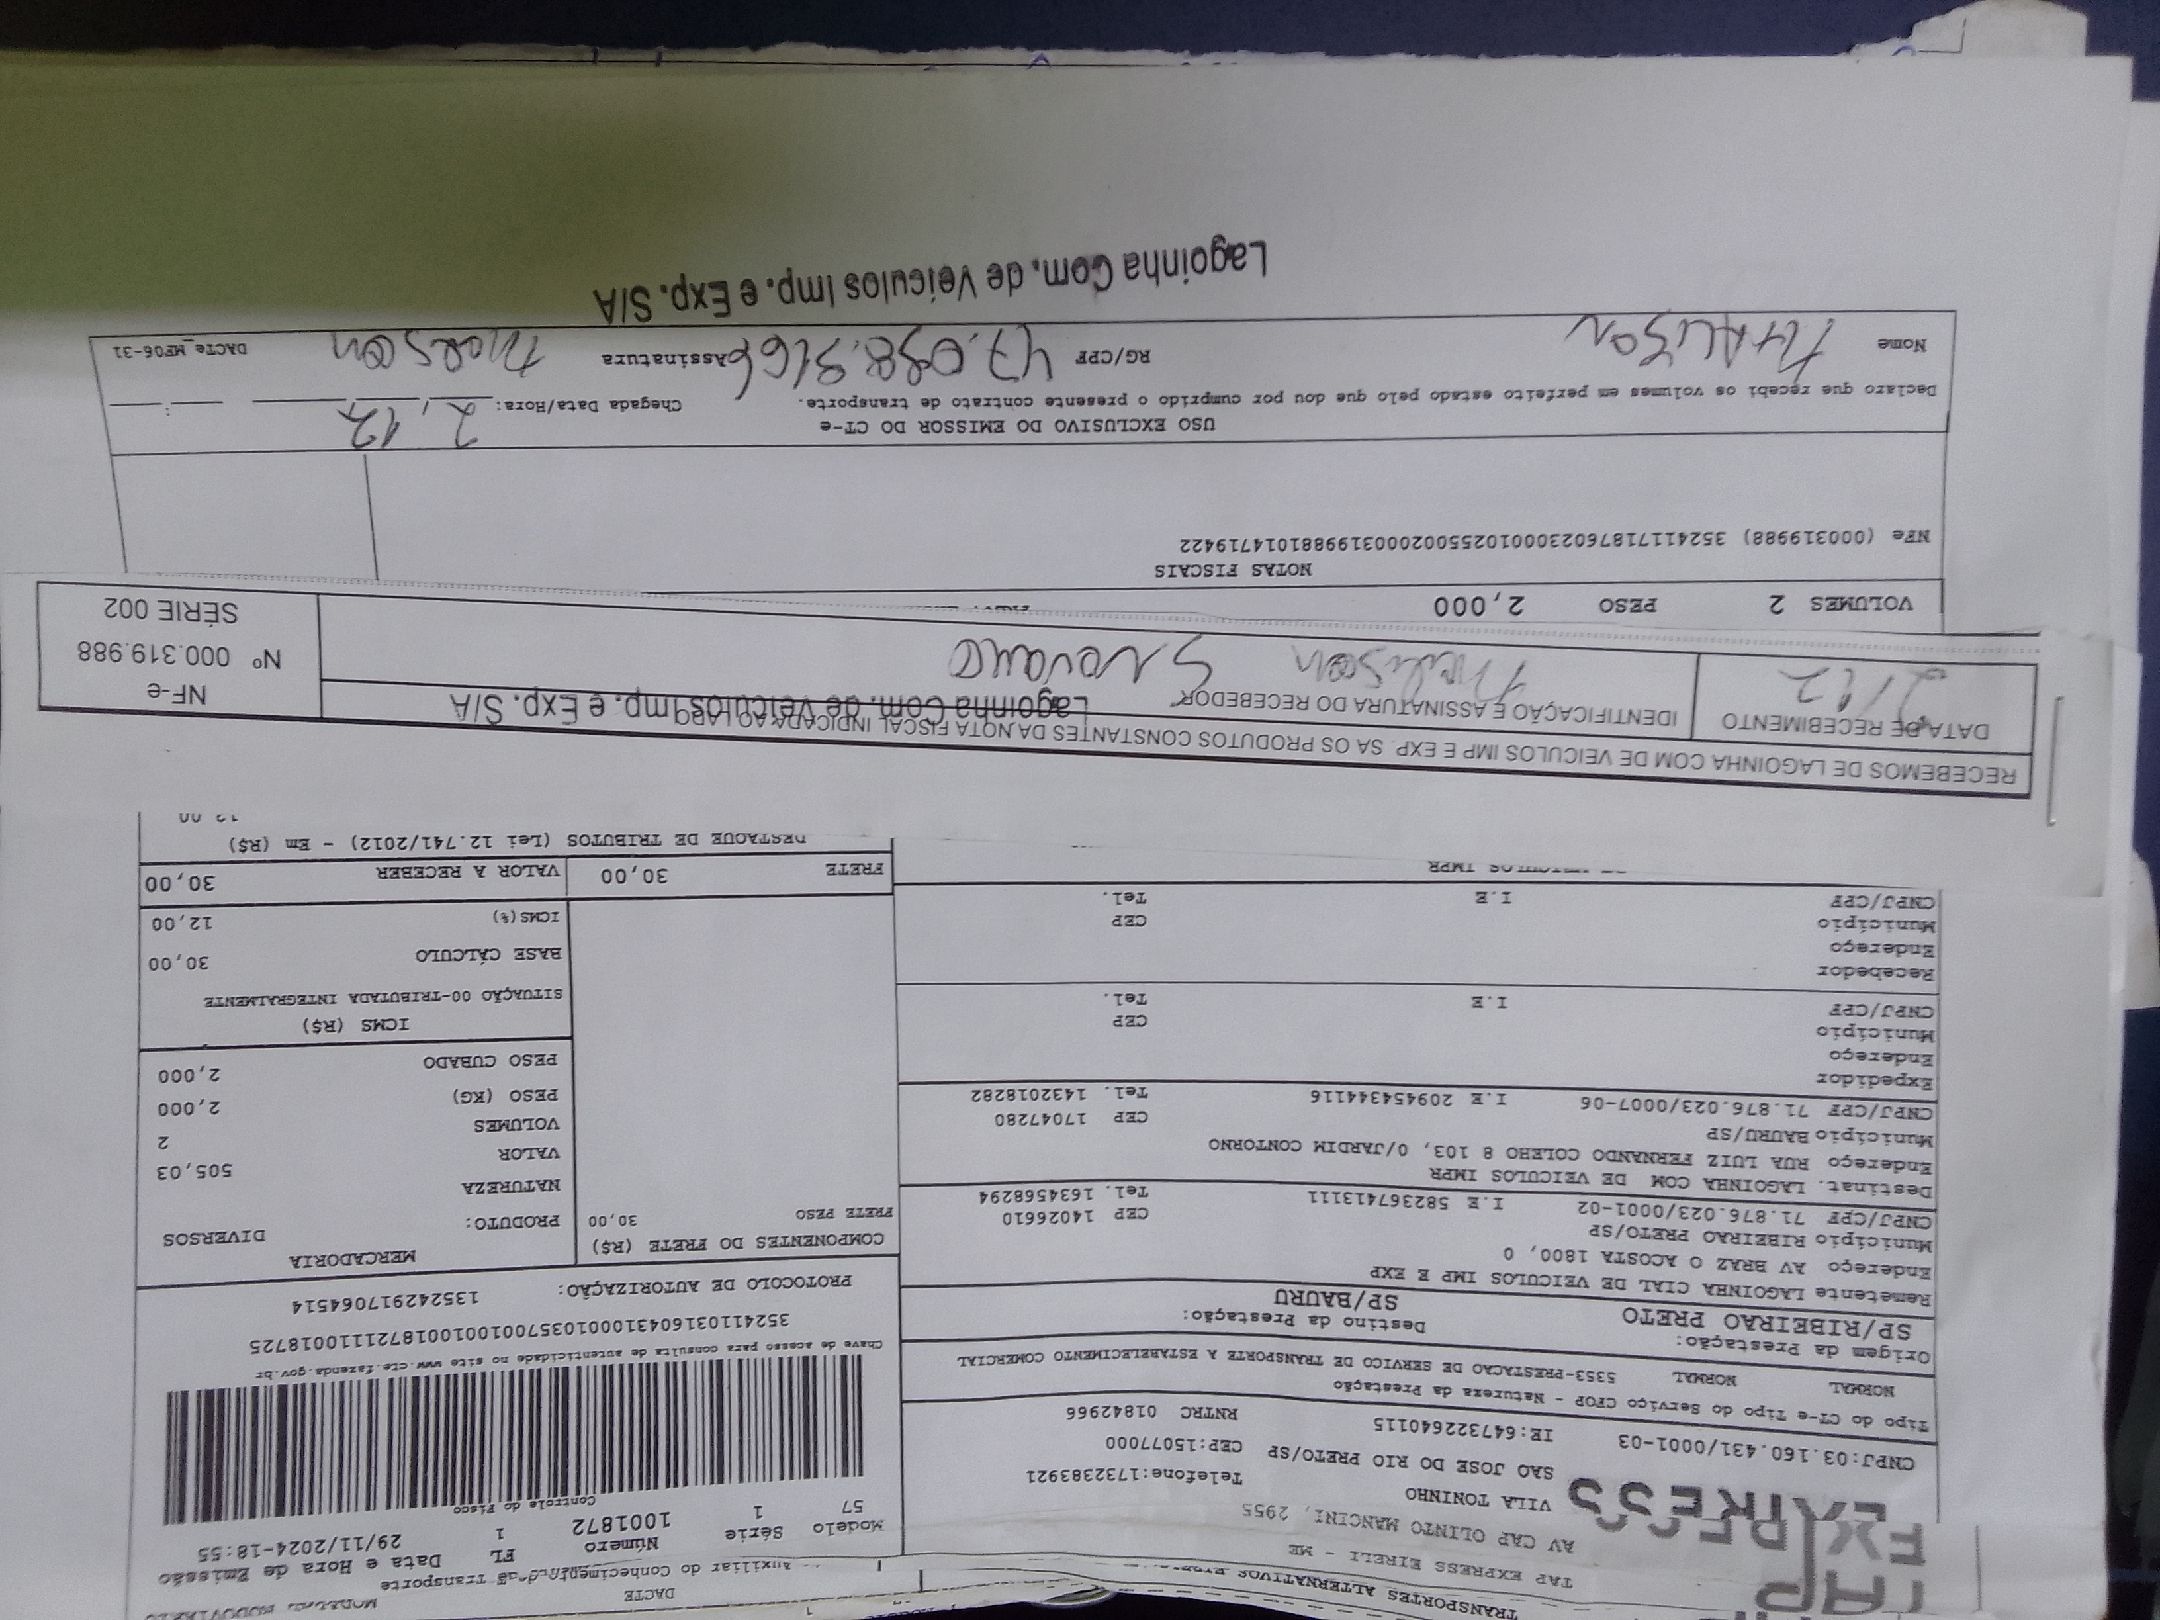 TRANSPORTES ALTERNATIVOS
TAP EXPRESS EIRELI - ME
AV CAP OLINTO MANCINI, 2955
VILA TONINHO Telefone:1732383921
SAO JOSE DO RIO PRETO/SP CEP:15077000
EXPRESS
CNPJ:03.160.431/0001-03 IE:647322640115 RNTRC 01842966
Tipo do CT-e Tipo do Serviço CFOP - Natureza da Prestação
NORMAL NORMAL 5353-PRESTACAO DE SERVICO DE TRANSPORTE A ESTABELECIMENTO COMERCIAL
Origem da Prestação: Destino da Prestação:
SP/RIBEIRAO PRETO SP/BAURU
Remetente LAGOINHA CIAL DE VEICULOS IMP E EXP
Endereço AV BRAZ O ACOSTA 1800, 0
Município RIBEIRAO PRETO/SP CEP 14026610
CNPJ/CPF 71.876.023/0001-02 I.E 582367413111 Tel. 1634568294
Destinat. LAGOINHA COM DE VEICULOS IMPR
Endereço RUA LUIZ FERNANDO COLEHO 8 103, 0/JARDIM CONTORNO
Município BAURU/SP CEP 17047280
CNPJ/CPF 71.876.023/0007-06 I.E 209454344116 Tel. 1432018282
Expedidor
Endereço
Município CEP
CNPJ/CPF I.E Tel.
Recebedor
Endereço
Município CEP
CNPJ/CPF I.E Tel.
DE VEICULOS IMPR
DACTE
Auxiliar do Conhecimento de Transporte
Modelo Série Número FL Data e Hora de Emissão
57 1 1001872 1 29/11/2024-18:55
Controle do Fisco
Chave de acesso para consulta de autenticidade no site www.cte.fazenda.gov.br
35241103160431000103570010010018721111001 8725
PROTOCOLO DE AUTORIZAÇÃO: 135242917064514
COMPONENTES DO FRETE (R$)
FRETE PESO 30,00
MERCADORIA
PRODUTO: DIVERSOS
NATUREZA
VALOR 505,03
VOLUMES 2
PESO (KG) 2,000
PESO CUBADO 2,000
ICMS (R$)
SITUAÇÃO 00-TRIBUTADA INTEGRALMENTE
BASE CÁLCULO 30,00
ICMS(%) 12,00
FRETE 30,00 VALOR A RECEBER 30,00
DESTAQUE DE TRIBUTOS (Lei 12.741/2012) - Em (R$)
RECEBEMOS DE LAGOINHA COM DE VEICULOS IMP E EXP. SA OS PRODUTOS CONSTANTES DA NOTA FISCAL INDICADA AO LADO
DATA DE RECEBIMENTO
2/12
IDENTIFICAÇÃO E ASSINATURA DO RECEBEDOR
Lagoinha Com. de Veículos Imp. e Exp. S/A
NF-e
Nº 000.319.988
SÉRIE 002
VOLUMES 2 PESO 2,000
NOTAS FISCAIS
NFe (000319988) 35241171876023000102550020003199881014719422
USO EXCLUSIVO DO EMISSOR DO CT-e
Declaro que recebi os volumes em perfeito estado pelo que dou por cumprido o presente contrato de transporte. Chegada Data/Hora: 2,12
Nome THALISON RG/CPF 47.098.916 Assinatura DACTe_MF06-31
Lagoinha Com. de Veículos Imp. e Exp. S/A